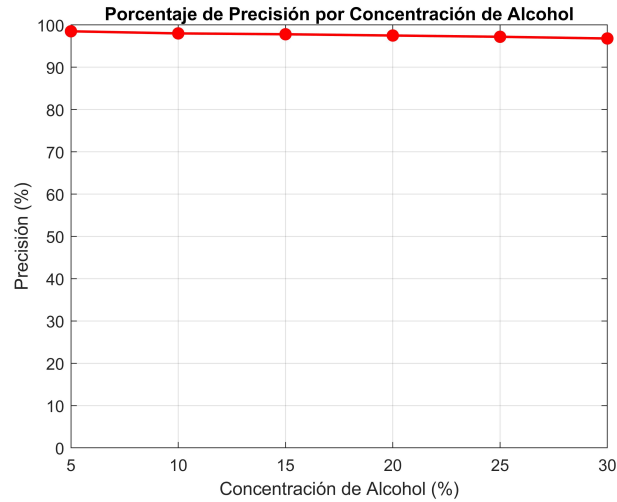 Porcentaje de Precisión por Concentración de Alcohol
100
90
80
70
60
50
40
30
20
10
0
Precisión (%)
5 10 15 20 25 30
Concentración de Alcohol (%)